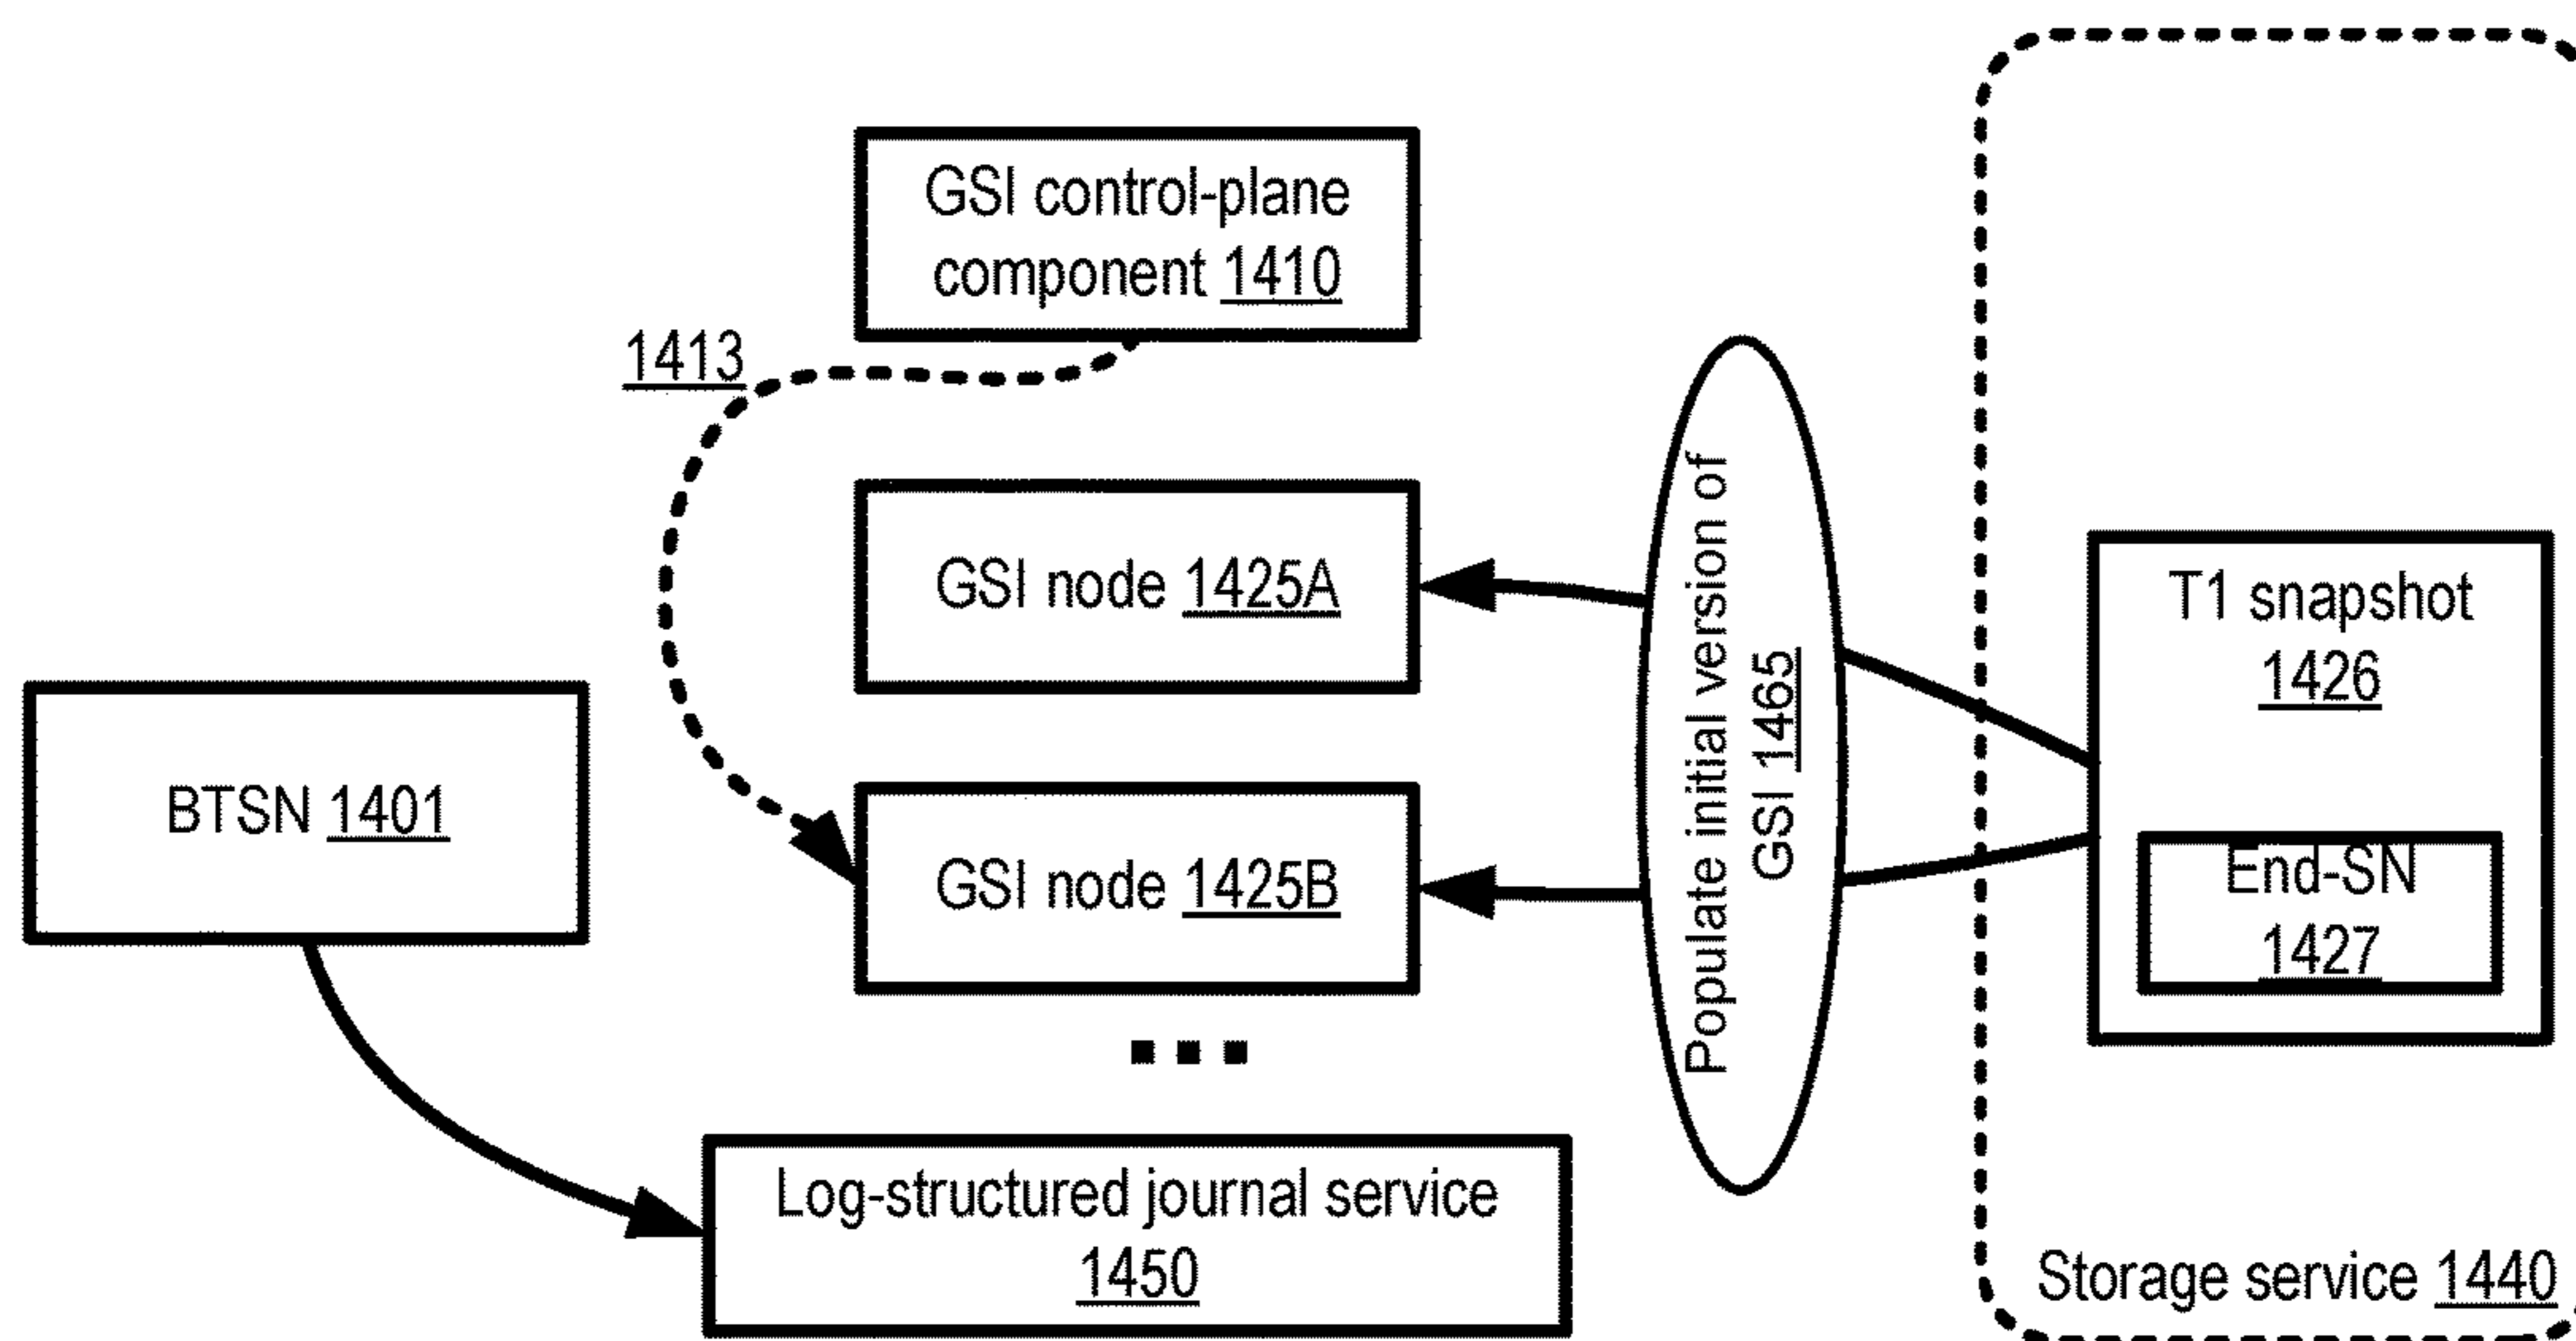 GSI control-plane
component 1410
1413
GSI node 1425A
BTSN 1401
GSI node 1425B
Log-structured journal service
1450
Populate initial version of
GSI 1465
T1 snapshot
1426
End-SN
1427
Storage service 1440